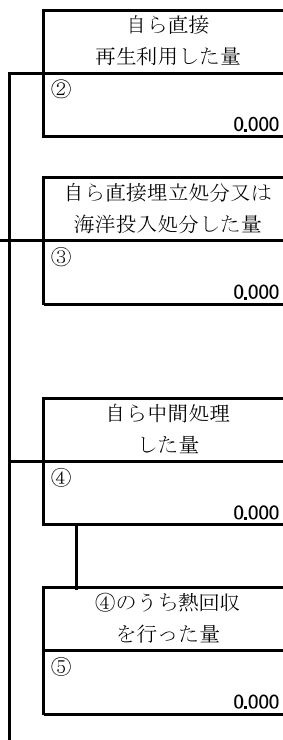 自ら直接
再生利用した量
②
0.000
自ら直接埋立処分又は
海洋投入処分した量
③
0.000
自ら中間処理
した量
④
0.000
④のうち熱回収
を行った量
⑤
0.000